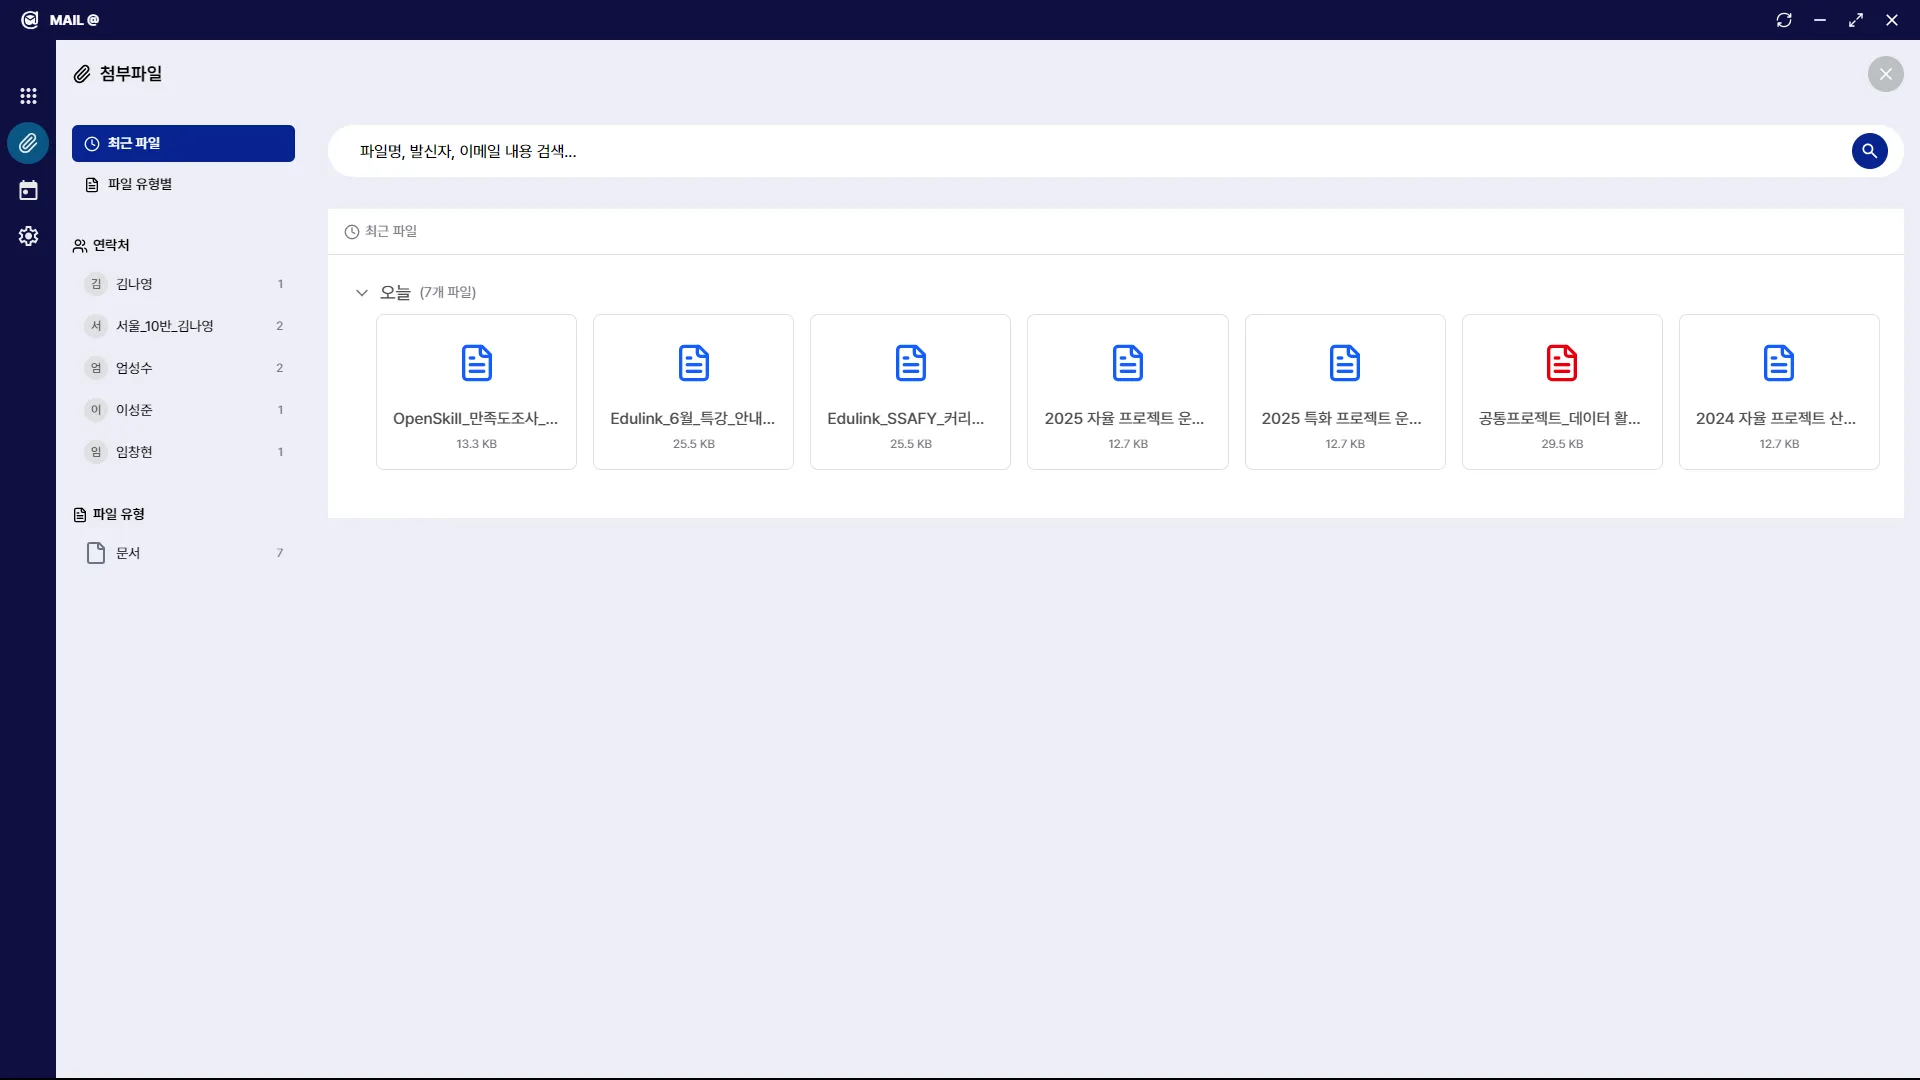 MAIL @
첨부파일
최근 파일
파일 유형별
연락처
김 김나영 1
서 서울_10반_김나영 2
엄 엄성수 2
이 이성준 1
임 임창현 1
파일 유형
문서 7
파일명, 발신자, 이메일 내용 검색...
최근 파일
오늘 (7개 파일)
OpenSkill_만족도조사_...
13.3 KB
Edulink_6월_특강_안내...
25.5 KB
Edulink_SSAFY_커리...
25.5 KB
2025 자율 프로젝트 운...
12.7 KB
2025 특화 프로젝트 운...
12.7 KB
공통프로젝트_데이터 활...
29.5 KB
2024 자율 프로젝트 산...
12.7 KB